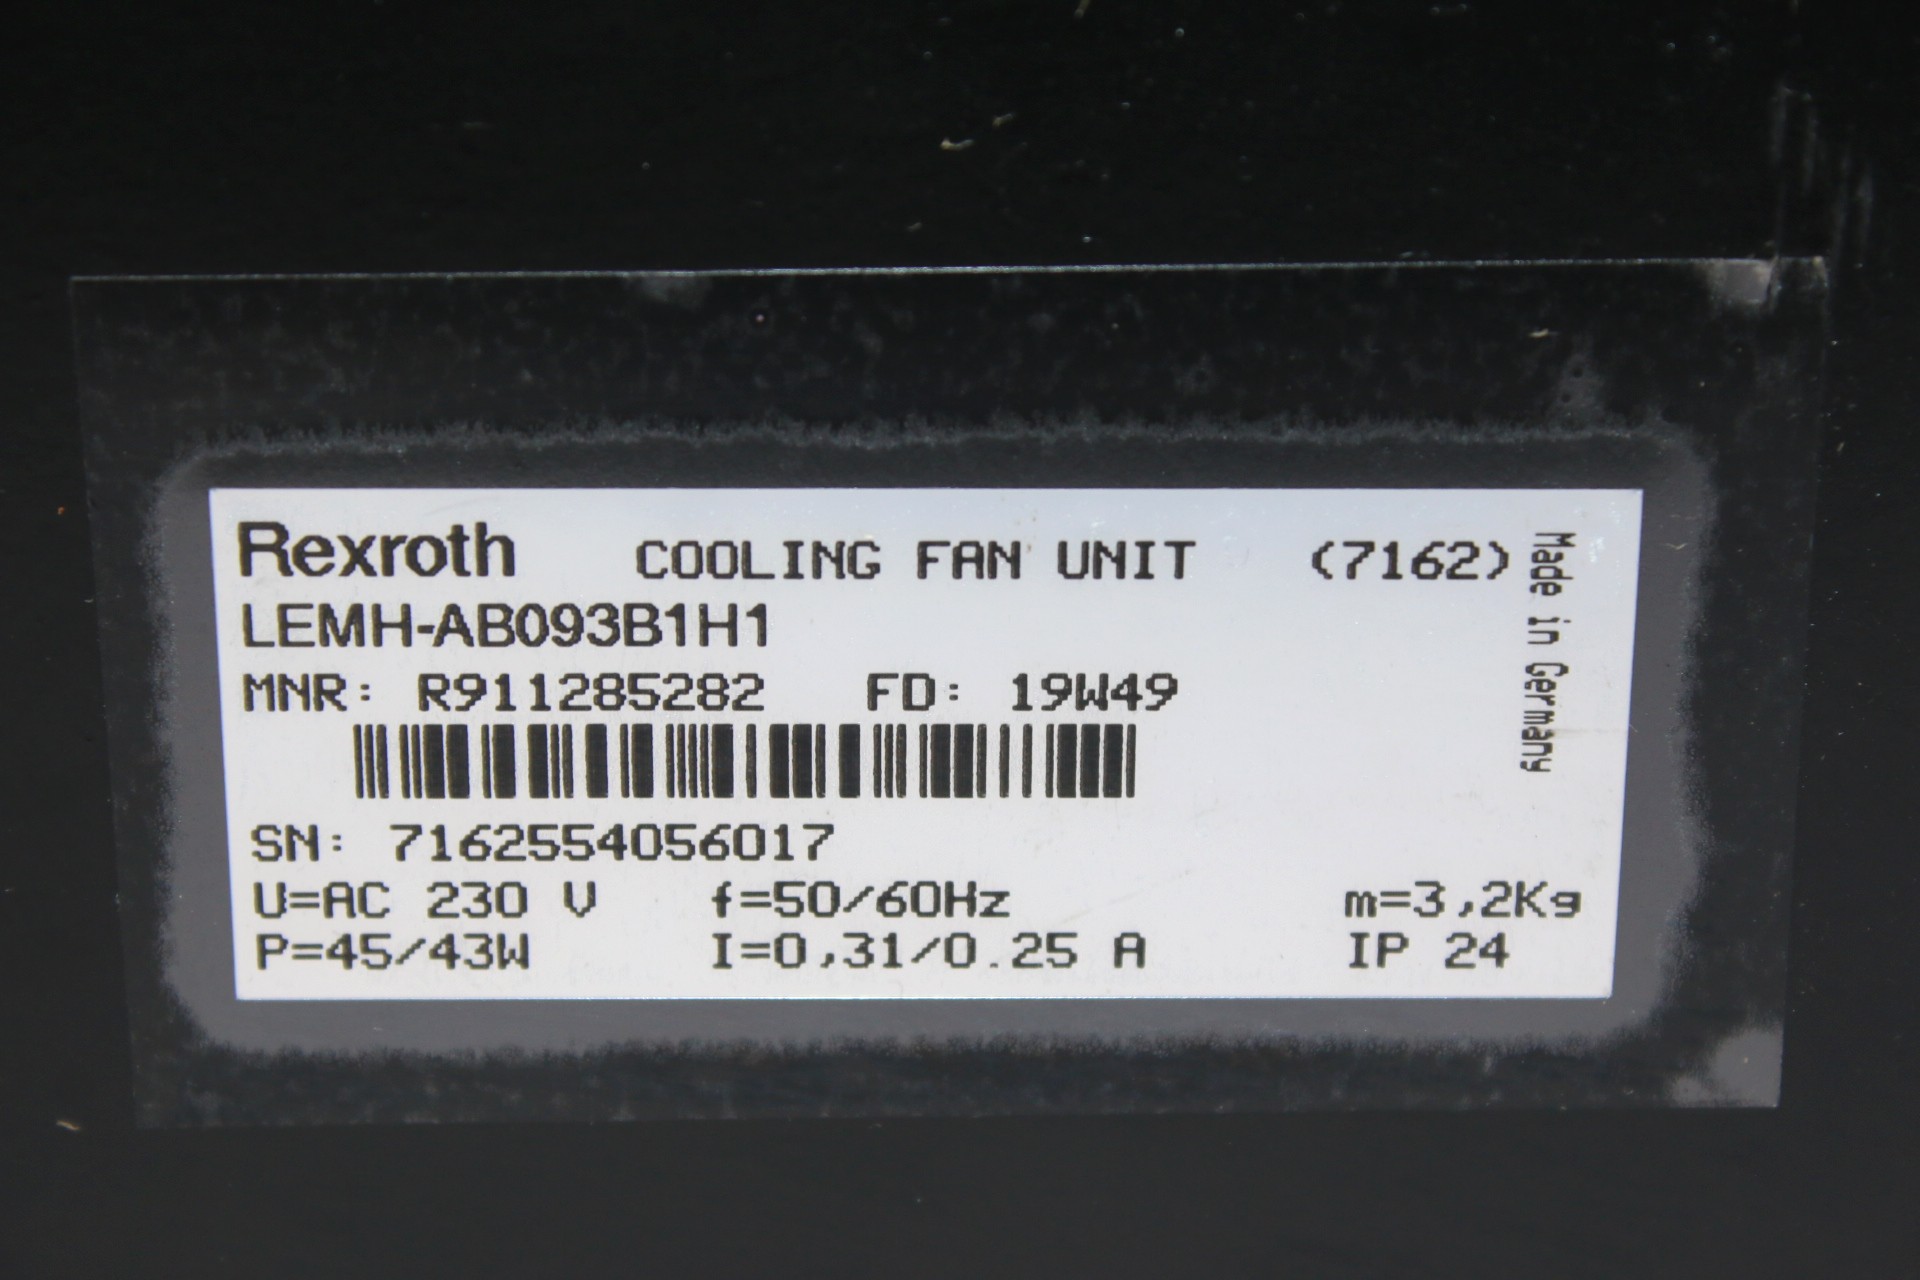 Rexroth COOLING FAN UNIT (7162)
LEMH-AB093B1H1
MNR: R911285282 FD: 19W49
SN: 7162554056017
U=AC 230 V f=50/60Hz m=3,2Kg
P=45/43W I=0,31/0.25 A IP 24
Made in Germany